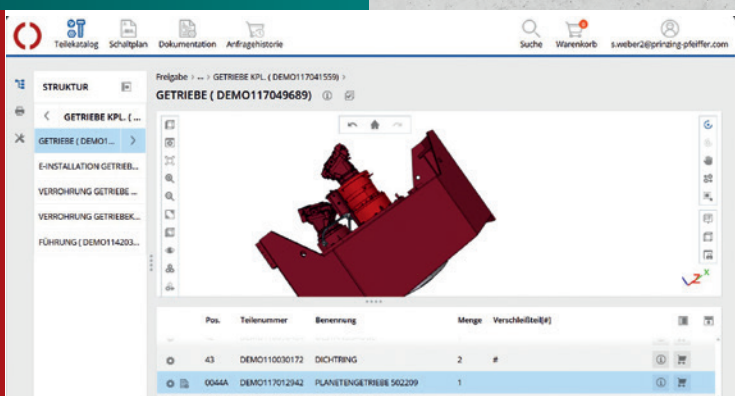 Teilekatalog Schaltplan Dokumentation Anfragehistorie Suche Warenkorb s.weber2@prinzing-pfeiffer.com
0
STRUKTUR
GETRIEBE KPL. ( ...
GETRIEBE ( DEMO1...
E-INSTALLATION GETRIEB...
VERROHRUNG GETRIEBE ...
VERROHRUNG GETRIEBEK...
FÜHRUNG ( DEMO114203...
Freigabe > ... > GETRIEBE KPL. ( DEMO117041559) >
GETRIEBE ( DEMO117049689)
Z X
Pos. Teilenummer Benennung Menge Verschleißteil(#)
43 DEMO110030172 DICHTRING 2 #
0044A DEMO117012942 PLANETENGETRIEBE 502209 1